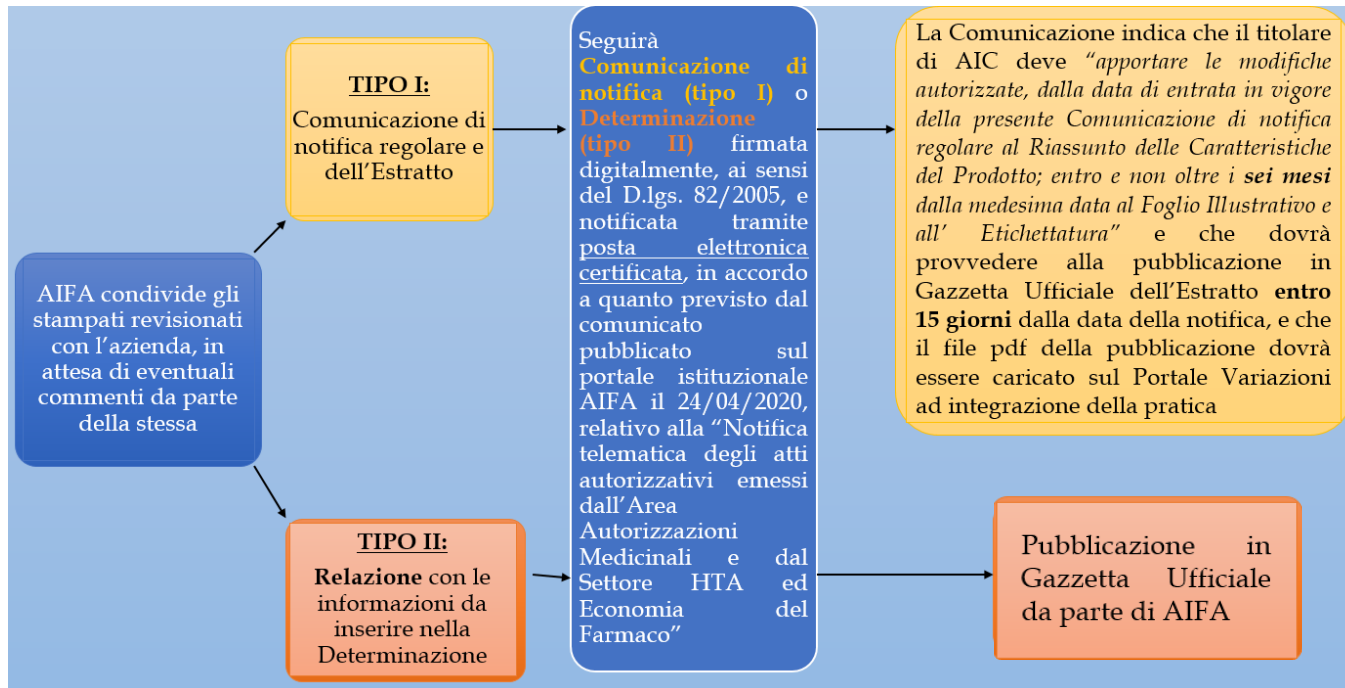 AIFA condivide gli
stampati revisionati
con l’azienda, in
attesa di eventuali
commenti da parte
della stessa
TIPO I:
Comunicazione di
notifica regolare e
dell’Estratto
TIPO II:
Relazione con le
informazioni da
inserire nella
Determinazione
Seguirà
Comunicazione di
notifica (tipo I) o
Determinazione
(tipo II) firmata
digitalmente, ai sensi
del D.lgs. 82/2005, e
notificata tramite
posta elettronica
certificata, in accordo
a quanto previsto dal
comunicato
pubblicato sul
portale istituzionale
AIFA il 24/04/2020,
relativo alla “Notifica
telematica degli atti
autorizzativi emessi
dall’Area
Autorizzazioni
Medicinali e dal
Settore HTA ed
Economia del
Farmaco”
La Comunicazione indica che il titolare
di AIC deve “apportare le modifiche
autorizzate, dalla data di entrata in vigore
della presente Comunicazione di notifica
regolare al Riassunto delle Caratteristiche
del Prodotto; entro e non oltre i sei mesi
dalla medesima data al Foglio Illustrativo e
all’ Etichettatura” e che dovrà
provvedere alla pubblicazione in
Gazzetta Ufficiale dell’Estratto entro
15 giorni dalla data della notifica, e che
il file pdf della pubblicazione dovrà
essere caricato sul Portale Variazioni
ad integrazione della pratica
Pubblicazione in
Gazzetta Ufficiale
da parte di AIFA